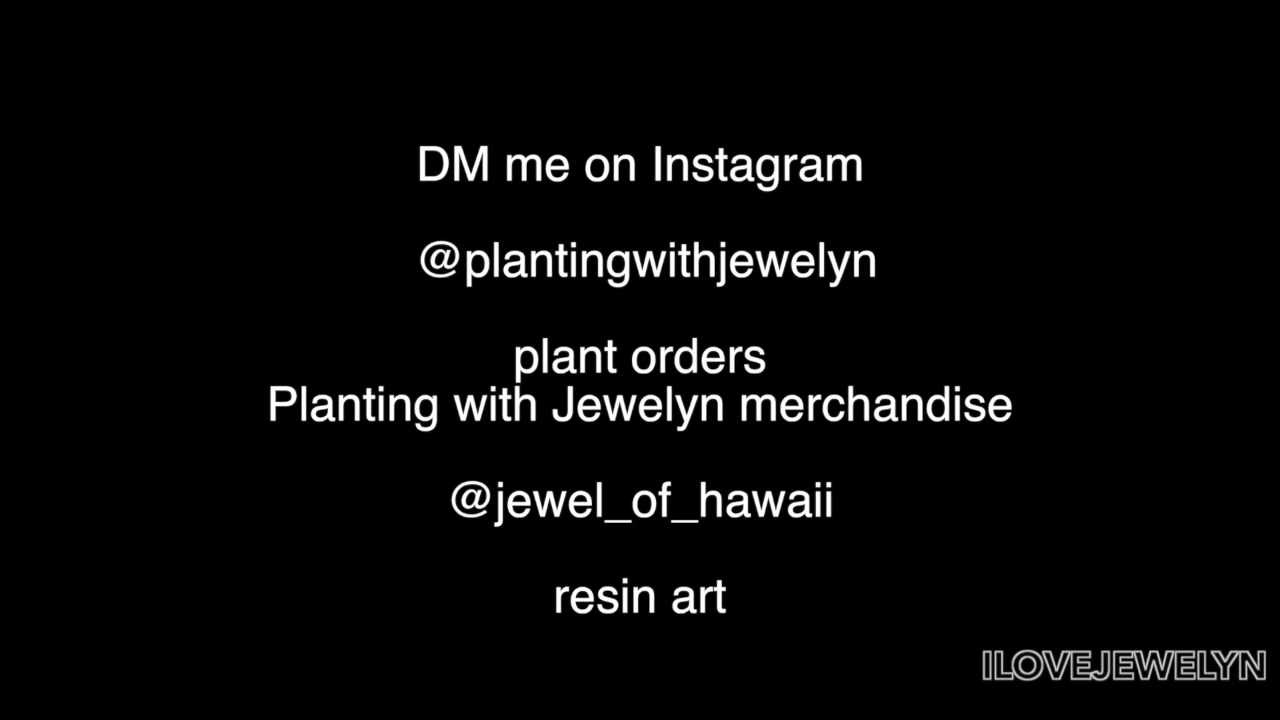 DM me on Instagram
@plantingwithjewelyn
plant orders
Planting with Jewelyn merchandise
@jewel_of_hawaii
resin art
ILOVEJEWELYN